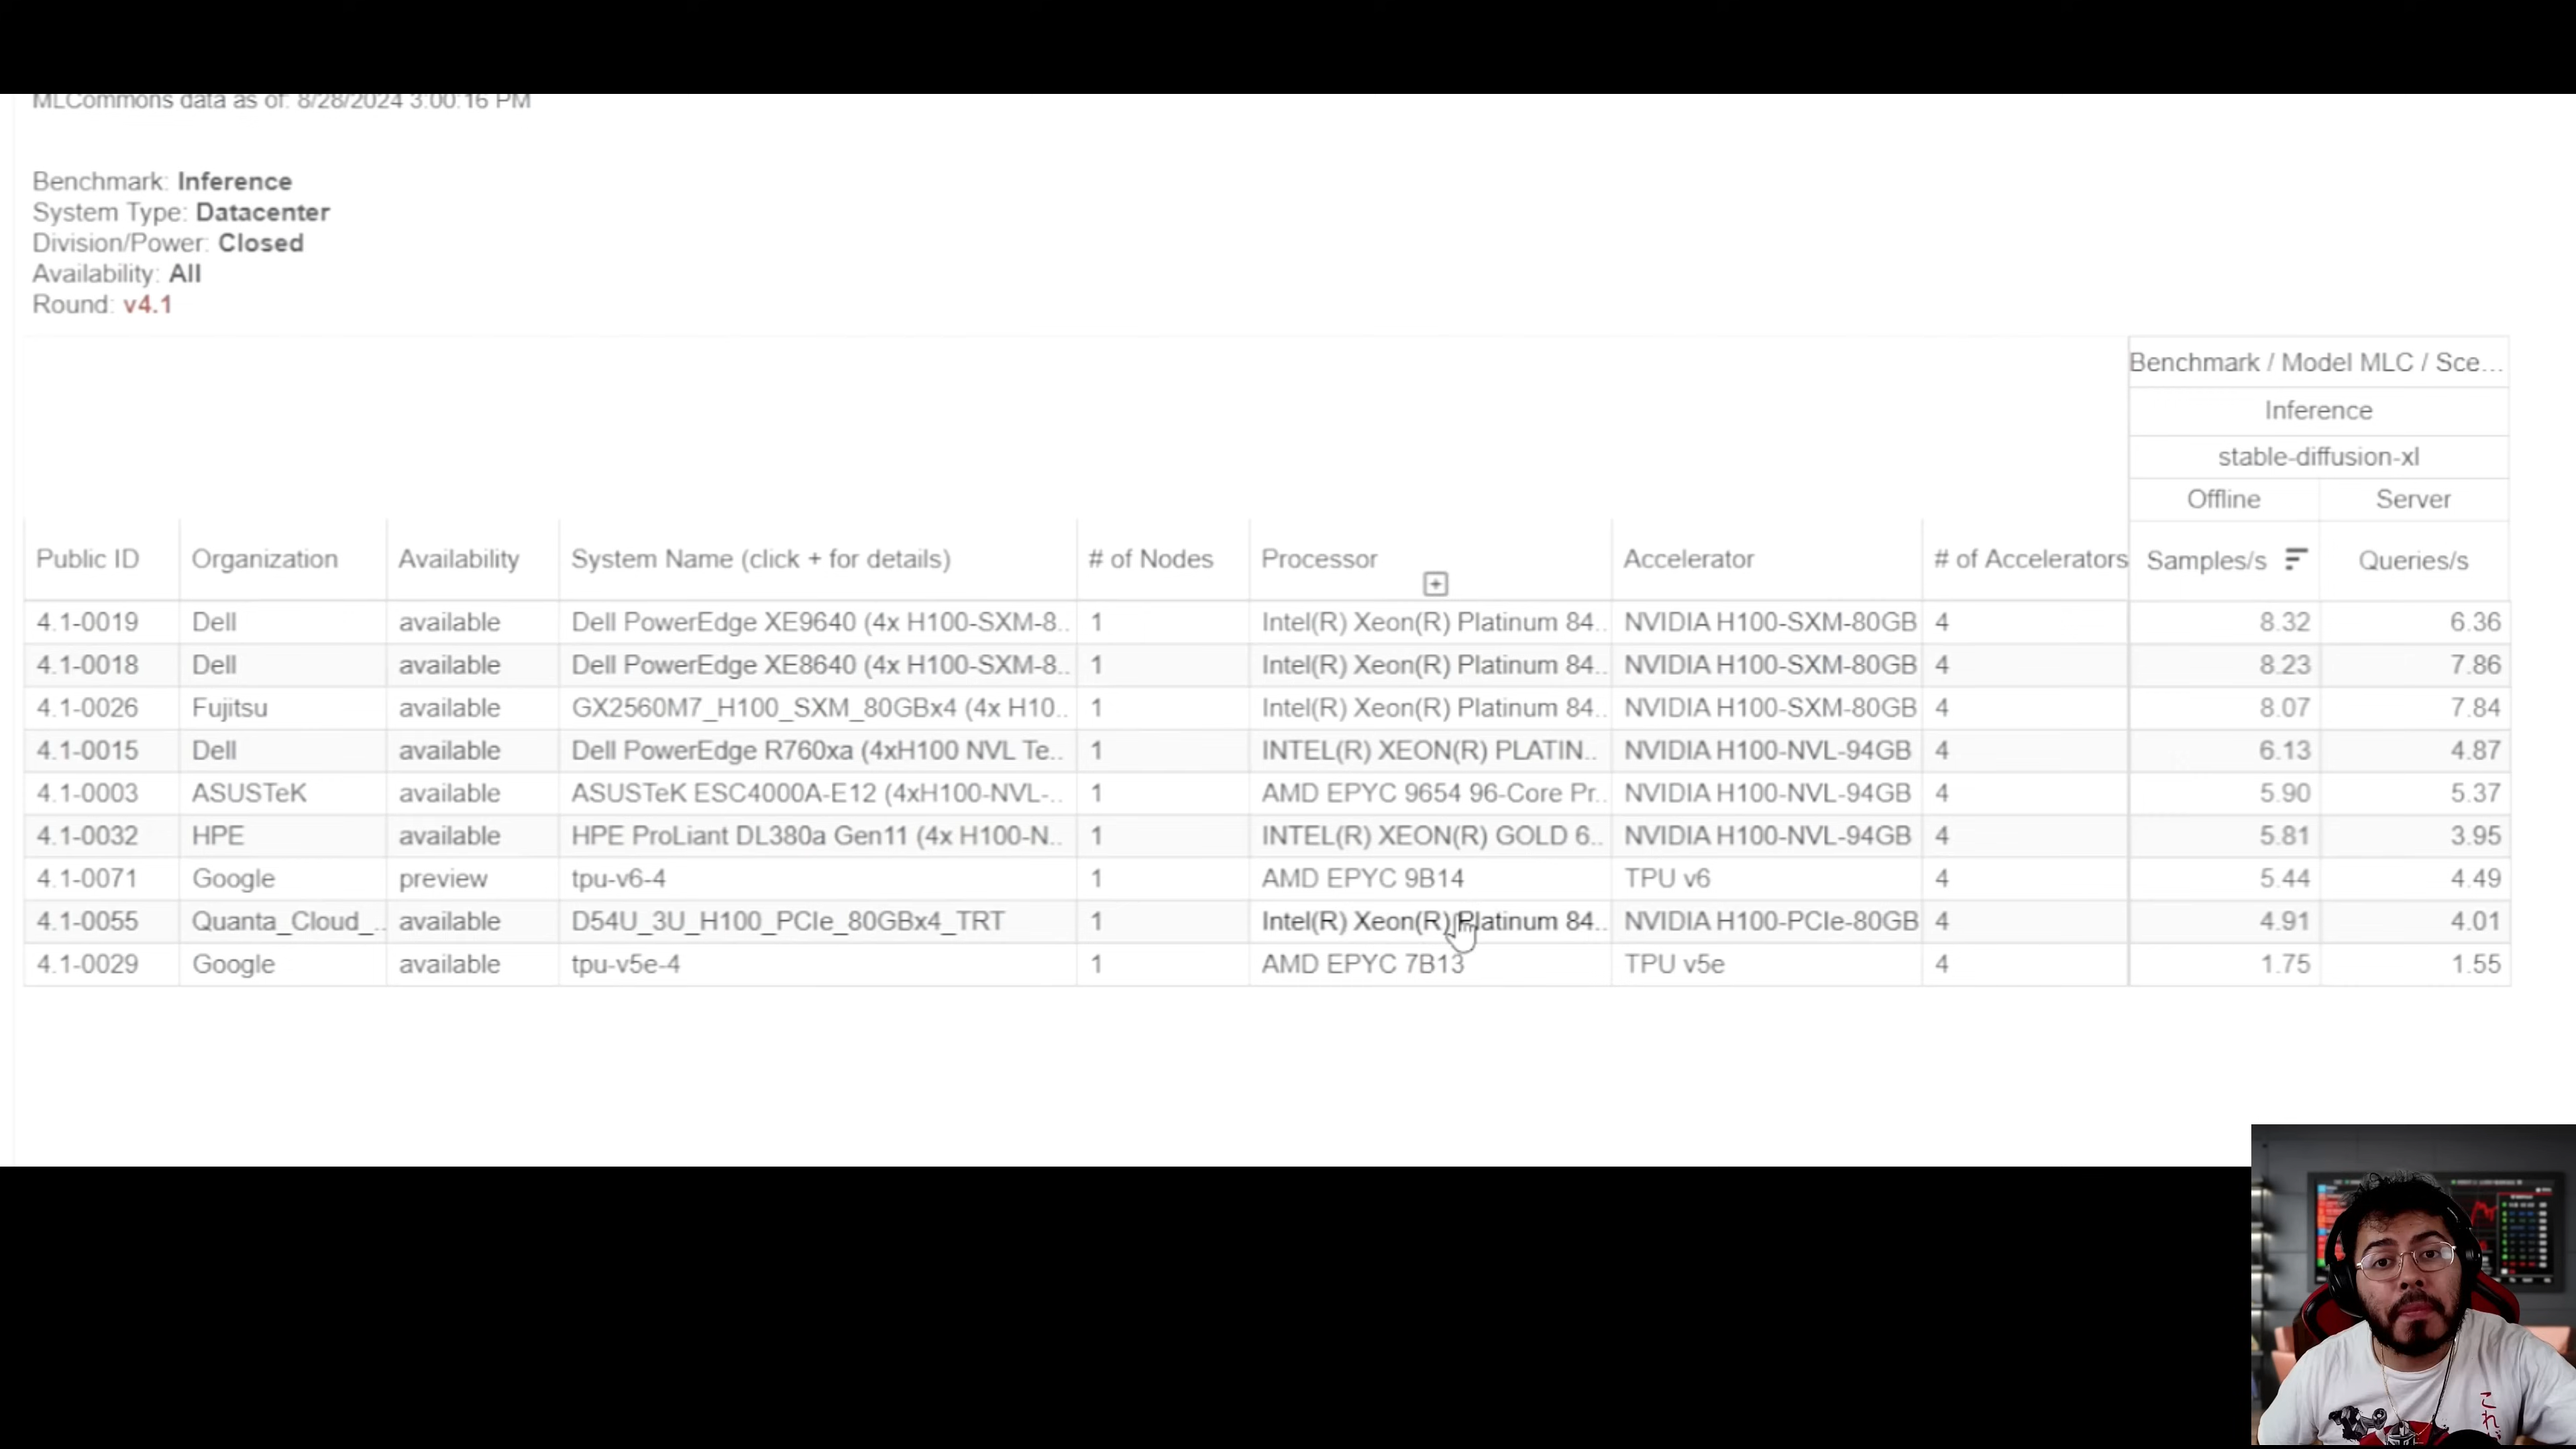 MLCommons data as of: 8/28/2024 3:00:16 PM
Benchmark: Inference
System Type: Datacenter
Division/Power: Closed
Availability: All
Round: v4.1
Benchmark / Model MLC / Sce...
Inference
stable-diffusion-xl
Offline Server
Public ID Organization Availability System Name (click + for details) # of Nodes Processor Accelerator # of Accelerators Samples/s Queries/s
4.1-0019 Dell available Dell PowerEdge XE9640 (4x H100-SXM-8.. 1 Intel(R) Xeon(R) Platinum 84.. NVIDIA H100-SXM-80GB 4 8.32 6.36
4.1-0018 Dell available Dell PowerEdge XE8640 (4x H100-SXM-8.. 1 Intel(R) Xeon(R) Platinum 84.. NVIDIA H100-SXM-80GB 4 8.23 7.86
4.1-0026 Fujitsu available GX2560M7_H100_SXM_80GBx4 (4x H10.. 1 Intel(R) Xeon(R) Platinum 84.. NVIDIA H100-SXM-80GB 4 8.07 7.84
4.1-0015 Dell available Dell PowerEdge R760xa (4xH100 NVL Te.. 1 INTEL(R) XEON(R) PLATIN.. NVIDIA H100-NVL-94GB 4 6.13 4.87
4.1-0003 ASUSTeK available ASUSTeK ESC4000A-E12 (4xH100-NVL-.. 1 AMD EPYC 9654 96-Core Pr.. NVIDIA H100-NVL-94GB 4 5.90 5.37
4.1-0032 HPE available HPE ProLiant DL380a Gen11 (4x H100-N.. 1 INTEL(R) XEON(R) GOLD 6.. NVIDIA H100-NVL-94GB 4 5.81 3.95
4.1-0071 Google preview tpu-v6-4 1 AMD EPYC 9B14 TPU v6 4 5.44 4.49
4.1-0055 Quanta_Cloud_.. available D54U_3U_H100_PCIe_80GBx4_TRT 1 Intel(R) Xeon(R) Platinum 84.. NVIDIA H100-PCIe-80GB 4 4.91 4.01
4.1-0029 Google available tpu-v5e-4 1 AMD EPYC 7B13 TPU v5e 4 1.75 1.55
これ